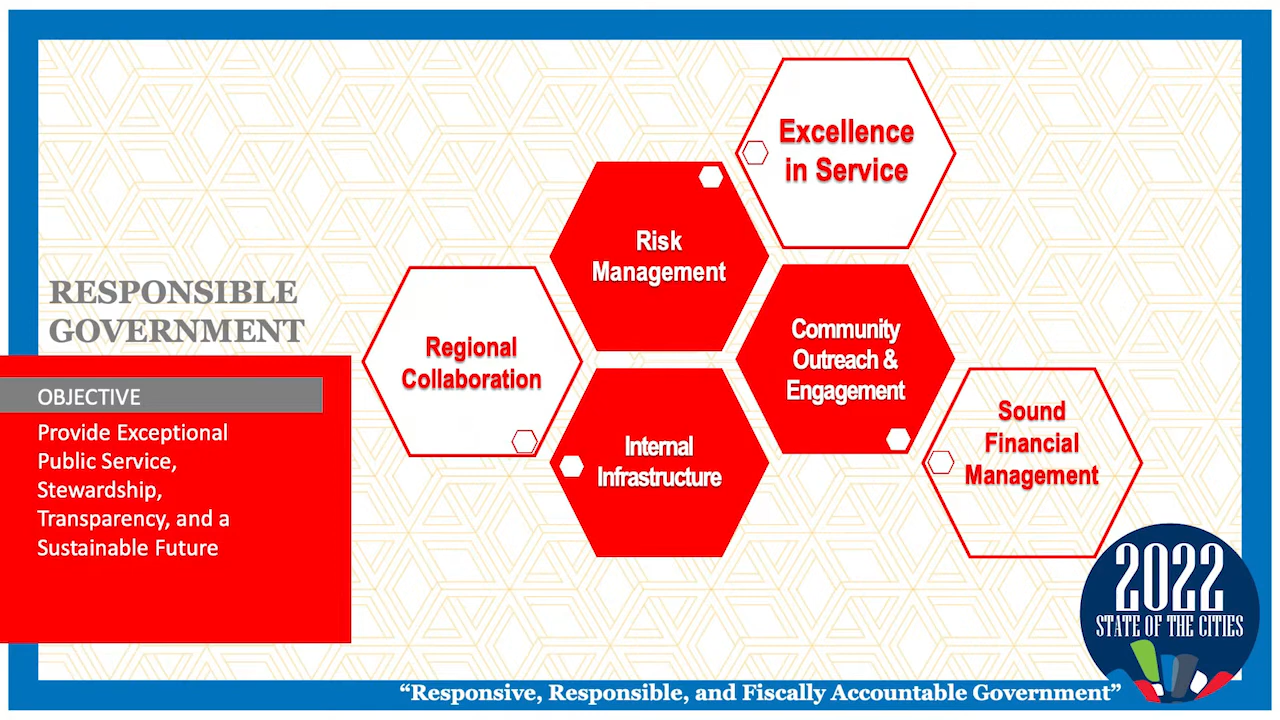 RESPONSIBLE
GOVERNMENT
OBJECTIVE
Provide Exceptional
Public Service,
Stewardship,
Transparency, and a
Sustainable Future
Excellence
in Service
Risk
Management
Regional
Collaboration
Community
Outreach &
Engagement
Internal
Infrastructure
Sound
Financial
Management
2022
STATE OF THE CITIES
“Responsive, Responsible, and Fiscally Accountable Government”